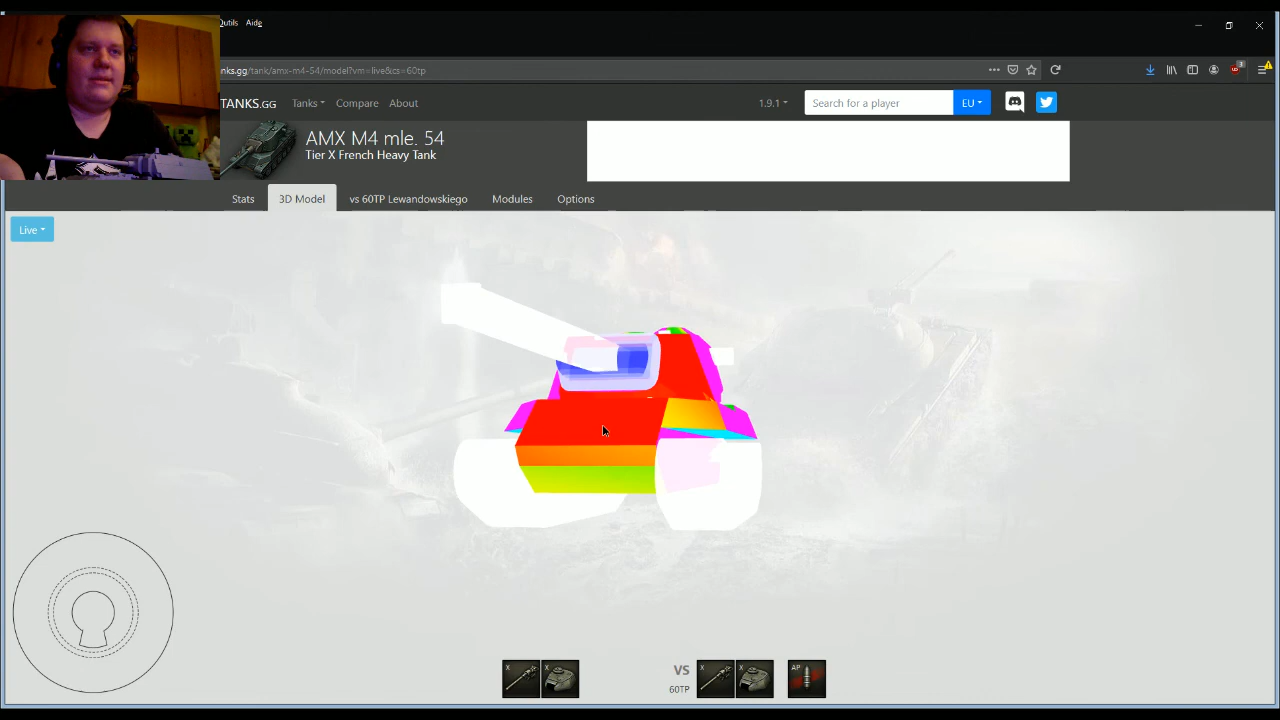 Outils Aide
nks.gg/tank/amx-m4-54/model?vm=live&cs=60tp
TANKS.GG Tanks Compare About 1.9.1 Search for a player EU
AMX M4 mle. 54
Tier X French Heavy Tank
Stats 3D Model vs 60TP Lewandowskiego Modules Options
Live
X X VS X X AP
60TP